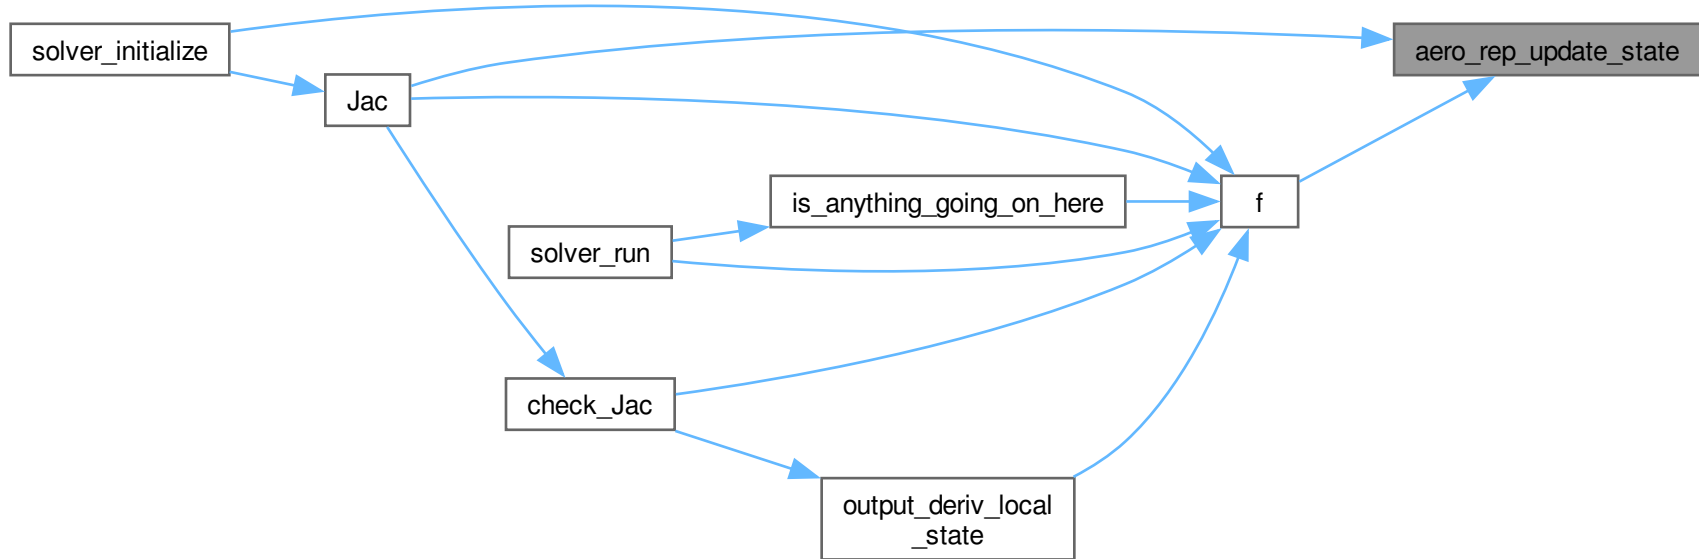 solver_initialize
aero_rep_update_state
Jac
is_anything_going_on_here
f
solver_run
check_Jac
output_deriv_local
_state